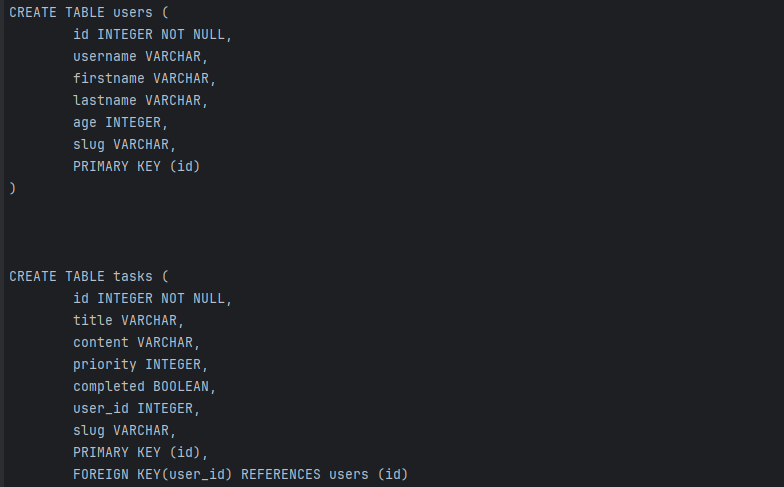 CREATE TABLE users (
id INTEGER NOT NULL,
username VARCHAR,
firstname VARCHAR,
lastname VARCHAR,
age INTEGER,
slug VARCHAR,
PRIMARY KEY (id)
)
CREATE TABLE tasks (
id INTEGER NOT NULL,
title VARCHAR,
content VARCHAR,
priority INTEGER,
completed BOOLEAN,
user_id INTEGER,
slug VARCHAR,
PRIMARY KEY (id),
FOREIGN KEY(user_id) REFERENCES users (id)